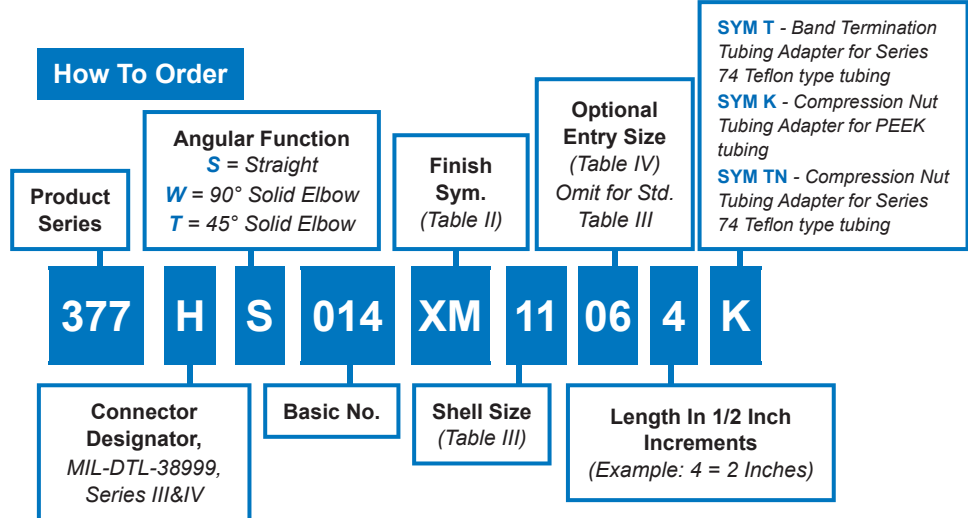 How To Order
Product
Series
Angular Function
S = Straight
W = 90° Solid Elbow
T = 45° Solid Elbow
Finish
Sym.
(Table II)
Optional
Entry Size
(Table IV)
Omit for Std.
Table III
SYM T - Band Termination
Tubing Adapter for Series
74 Teflon type tubing
SYM K - Compression Nut
Tubing Adapter for PEEK
tubing
SYM TN - Compression Nut
Tubing Adapter for Series
74 Teflon type tubing
377 H S 014 XM 11 06 4 K
Connector
Designator,
MIL-DTL-38999,
Series III&IV
Basic No.
Shell Size
(Table III)
Length In 1/2 Inch
Increments
(Example: 4 = 2 Inches)